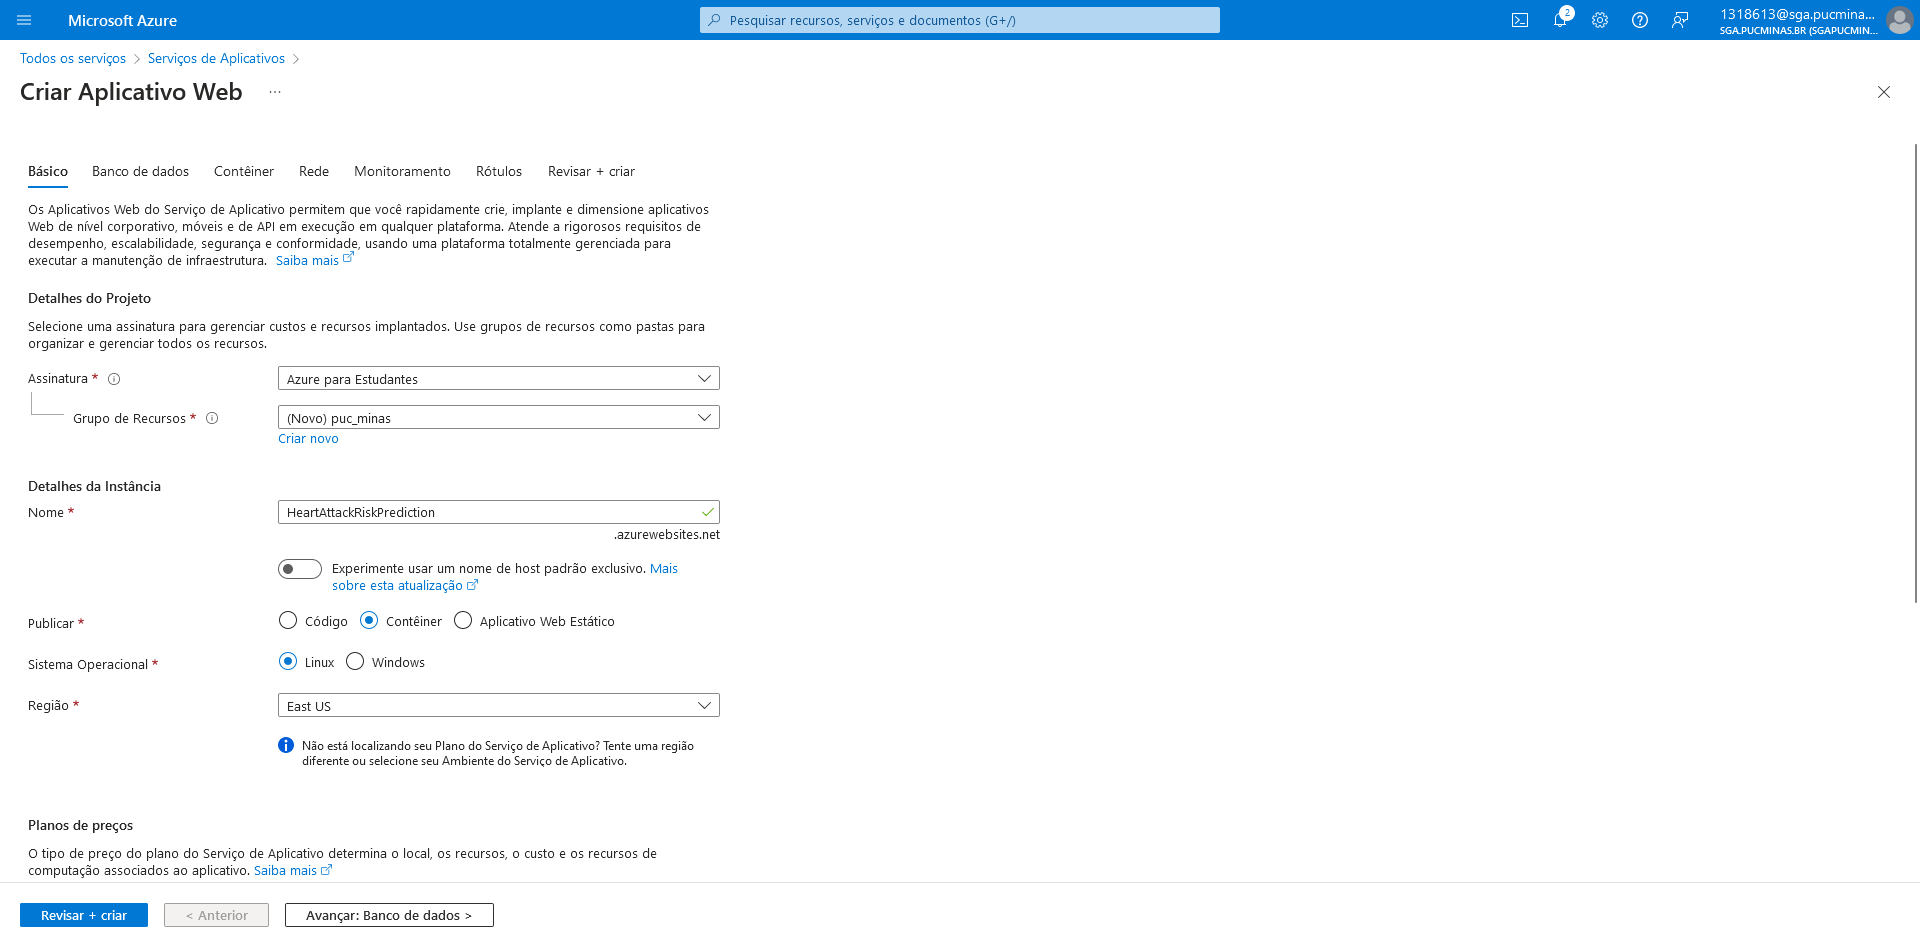 Microsoft Azure
Pesquisar recursos, serviços e documentos (G+/)
2
1318613@sga.pucmina...
SGA.PUCMINAS.BR (SGAPUCMIN...
Todos os serviços > Serviços de Aplicativos >
Criar Aplicativo Web ...
Básico Banco de dados Contêiner Rede Monitoramento Rótulos Revisar + criar
Os Aplicativos Web do Serviço de Aplicativo permitem que você rapidamente crie, implante e dimensione aplicativos
Web de nível corporativo, móveis e de API em execução em qualquer plataforma. Atende a rigorosos requisitos de
desempenho, escalabilidade, segurança e conformidade, usando uma plataforma totalmente gerenciada para
executar a manutenção de infraestrutura. Saiba mais
Detalhes do Projeto
Selecione uma assinatura para gerenciar custos e recursos implantados. Use grupos de recursos como pastas para
organizar e gerenciar todos os recursos.
Assinatura *
Azure para Estudantes
Grupo de Recursos *
(Novo) puc_minas
Criar novo
Detalhes da Instância
Nome *
HeartAttackRiskPrediction
.azurewebsites.net
Experimente usar um nome de host padrão exclusivo. Mais
sobre esta atualização
Publicar *
Código Contêiner Aplicativo Web Estático
Sistema Operacional *
Linux Windows
Região *
East US
Não está localizando seu Plano do Serviço de Aplicativo? Tente uma região
diferente ou selecione seu Ambiente do Serviço de Aplicativo.
Planos de preços
O tipo de preço do plano do Serviço de Aplicativo determina o local, os recursos, o custo e os recursos de
computação associados ao aplicativo. Saiba mais
Revisar + criar
< Anterior
Avançar: Banco de dados >